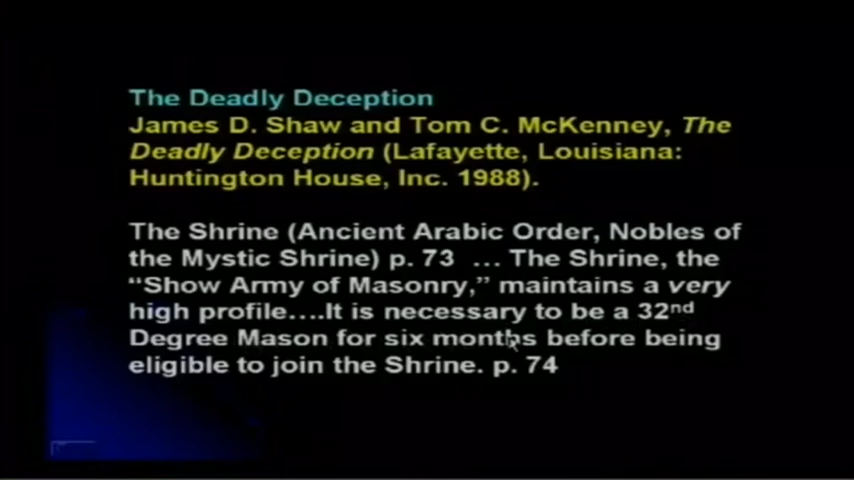 The Deadly Deception
James D. Shaw and Tom C. McKenney, The
Deadly Deception (Lafayette, Louisiana:
Huntington House, Inc. 1988).
The Shrine (Ancient Arabic Order, Nobles of
the Mystic Shrine) p. 73 ... The Shrine, the
“Show Army of Masonry,” maintains a very
high profile....It is necessary to be a 32nd
Degree Mason for six months before being
eligible to join the Shrine. p. 74